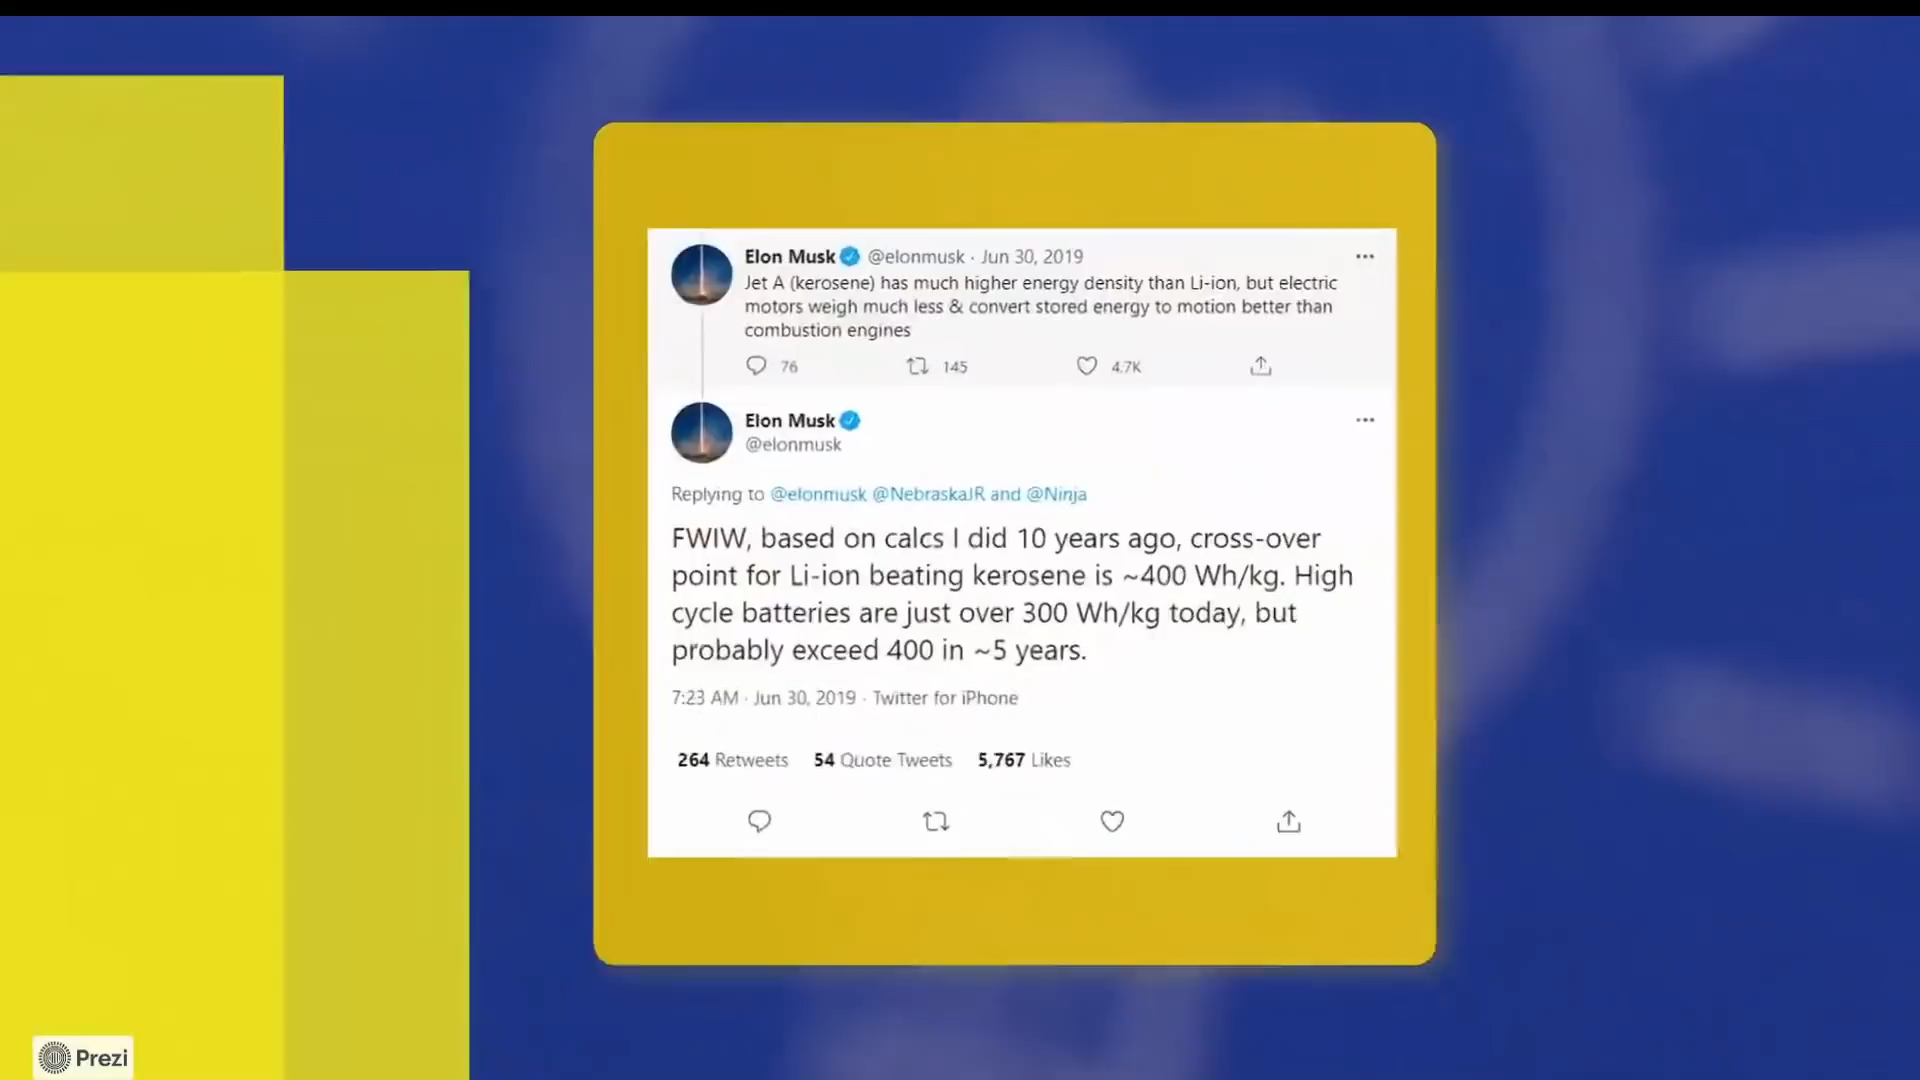 Elon Musk @elonmusk · Jun 30, 2019
Jet A (kerosene) has much higher energy density than Li-ion, but electric
motors weigh much less & convert stored energy to motion better than
combustion engines
76 145 4.7K
Elon Musk
@elonmusk
Replying to @elonmusk @NebraskaJR and @Ninja
FWIW, based on calcs I did 10 years ago, cross-over
point for Li-ion beating kerosene is ~400 Wh/kg. High
cycle batteries are just over 300 Wh/kg today, but
probably exceed 400 in ~5 years.
7:23 AM · Jun 30, 2019 · Twitter for iPhone
264 Retweets 54 Quote Tweets 5,767 Likes
Prezi